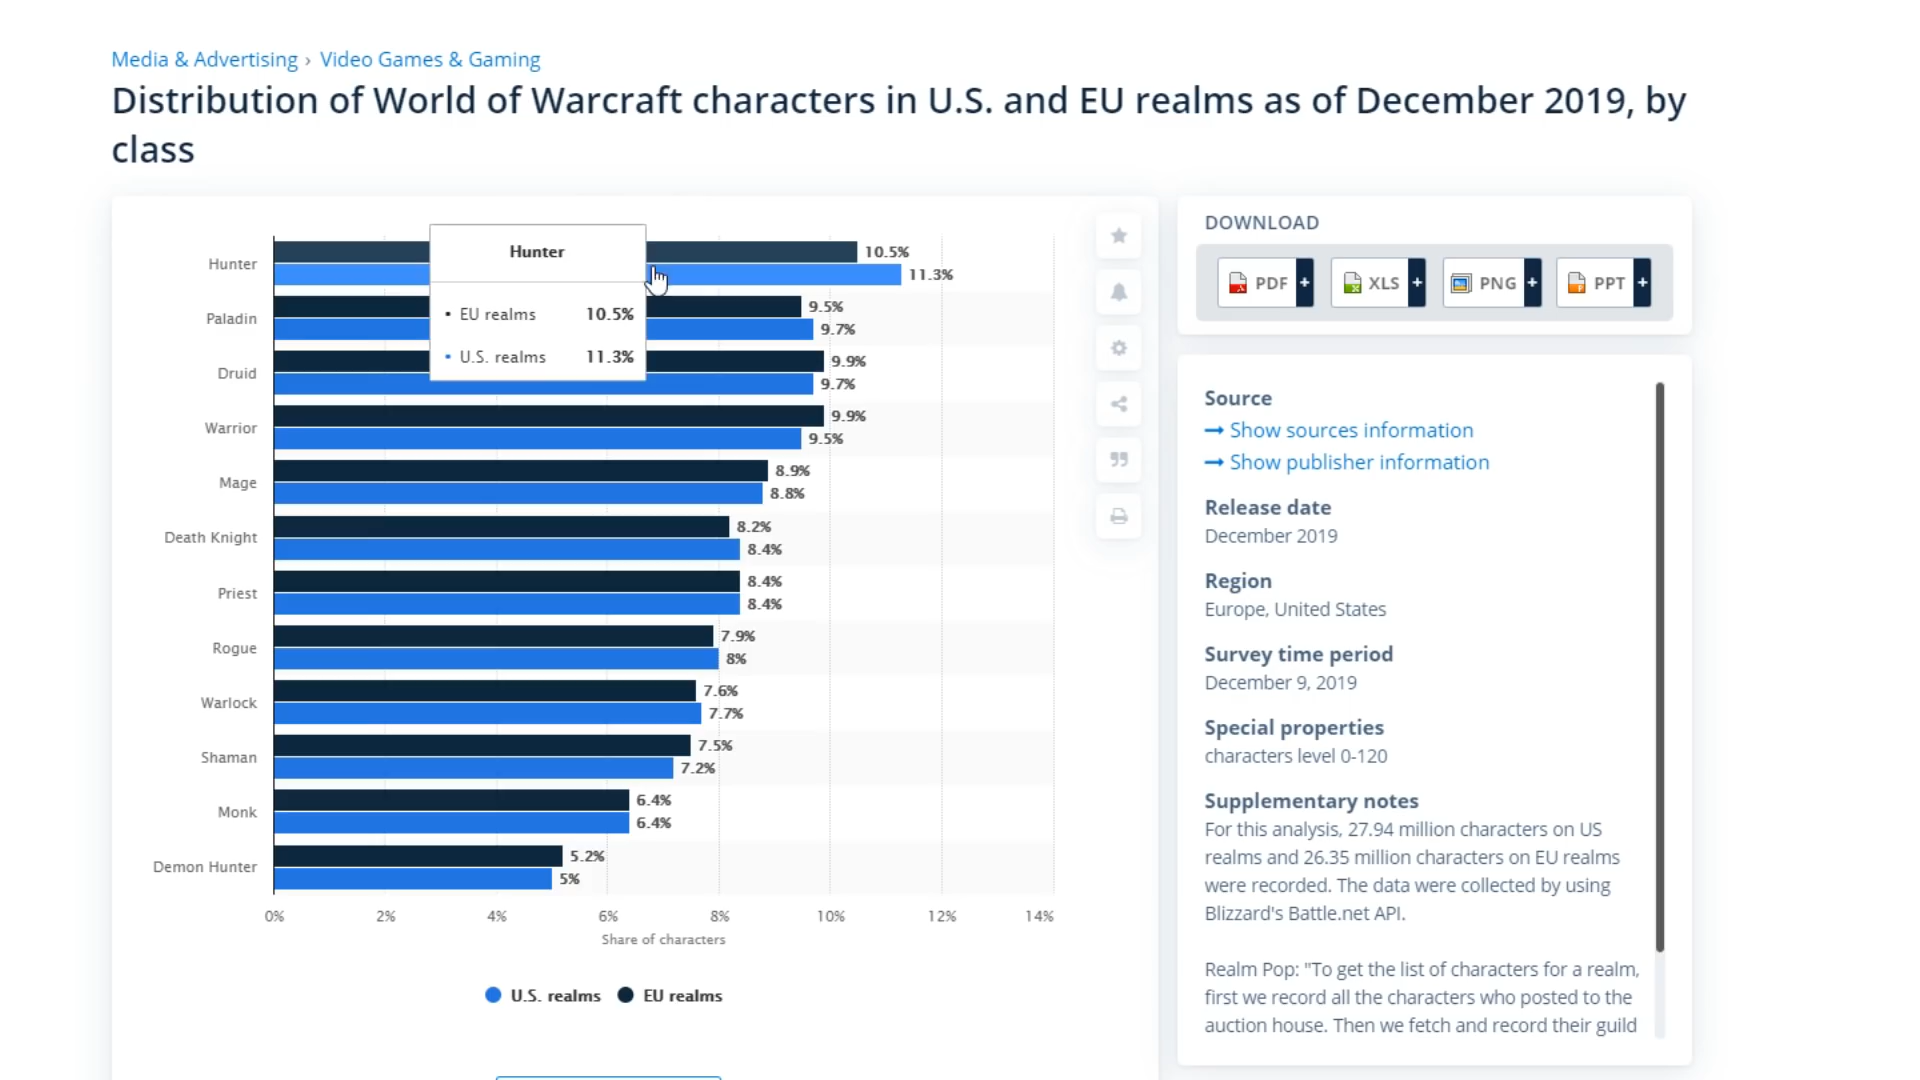 Media & Advertising › Video Games & Gaming
Distribution of World of Warcraft characters in U.S. and EU realms as of December 2019, by
class
Hunter
10.5%
11.3%
Hunter
• EU realms 10.5%
• U.S. realms 11.3%
Paladin
9.5%
9.7%
Druid
9.9%
9.7%
Warrior
9.9%
9.5%
Mage
8.9%
8.8%
Death Knight
8.2%
8.4%
Priest
8.4%
8.4%
Rogue
7.9%
8%
Warlock
7.6%
7.7%
Shaman
7.5%
7.2%
Monk
6.4%
6.4%
Demon Hunter
5.2%
5%
0% 2% 4% 6% 8% 10% 12% 14%
Share of characters
U.S. realms EU realms
DOWNLOAD
PDF + XLS + PNG + PPT +
Source
→ Show sources information
→ Show publisher information
Release date
December 2019
Region
Europe, United States
Survey time period
December 9, 2019
Special properties
characters level 0-120
Supplementary notes
For this analysis, 27.94 million characters on US
realms and 26.35 million characters on EU realms
were recorded. The data were collected by using
Blizzard's Battle.net API.
Realm Pop: "To get the list of characters for a realm,
first we record all the characters who posted to the
auction house. Then we fetch and record their guild